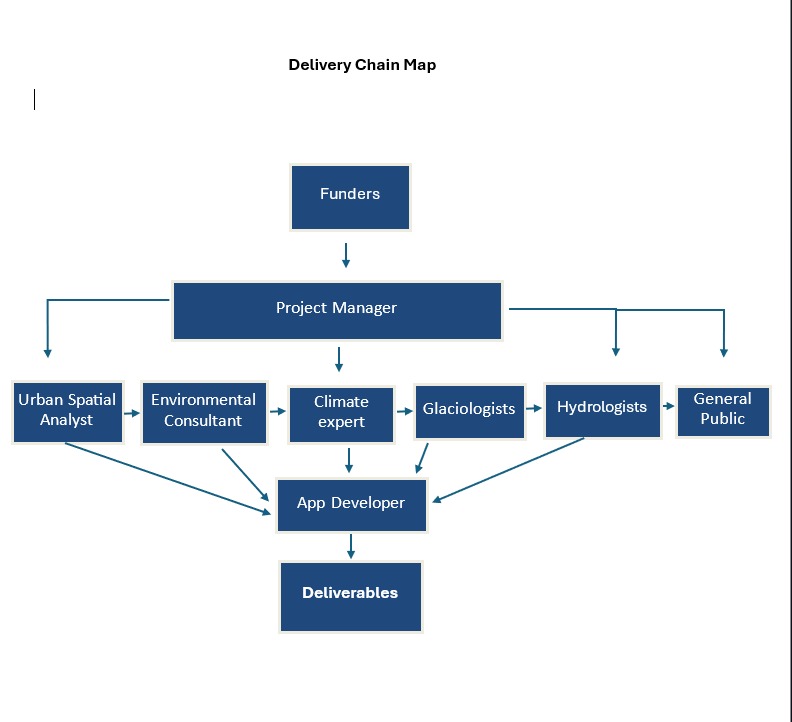 Delivery Chain Map
Funders
Project Manager
Urban Spatial
Analyst
Environmental
Consultant
Climate
expert
Glaciologists
Hydrologists
General
Public
App Developer
Deliverables